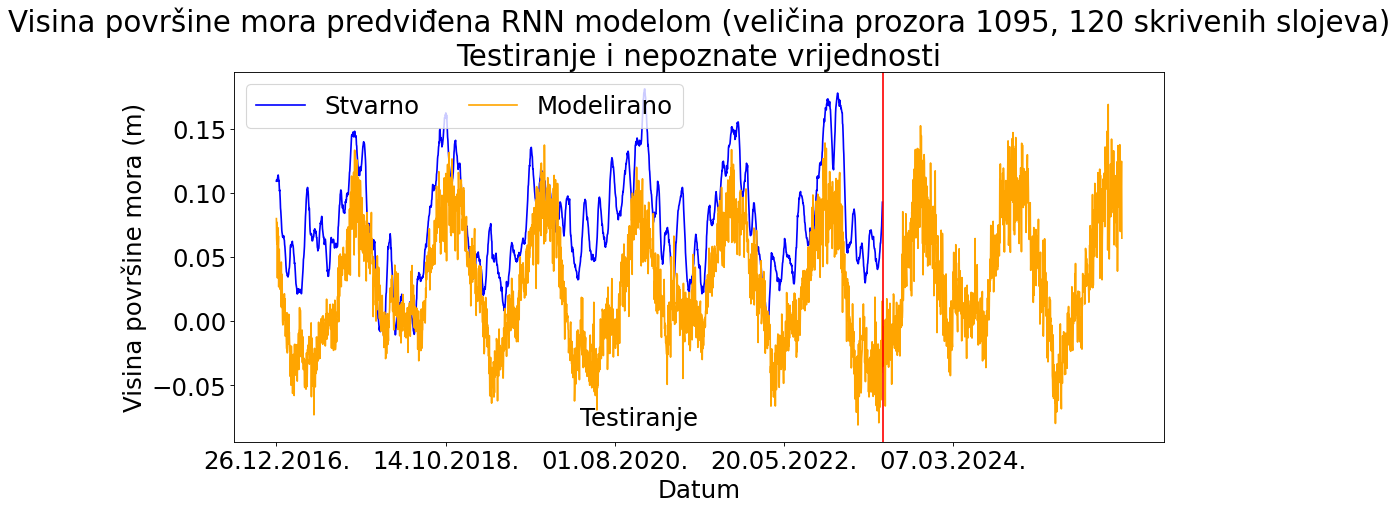 Visina površine mora predviđena RNN modelom (veličina prozora 1095, 120 skrivenih slojeva)
Testiranje i nepoznate vrijednosti
Stvarno
Modelirano
Visina površine mora (m)
0.15
0.10
0.05
0.00
−0.05
Testiranje
26.12.2016.
14.10.2018.
01.08.2020.
20.05.2022.
07.03.2024.
Datum